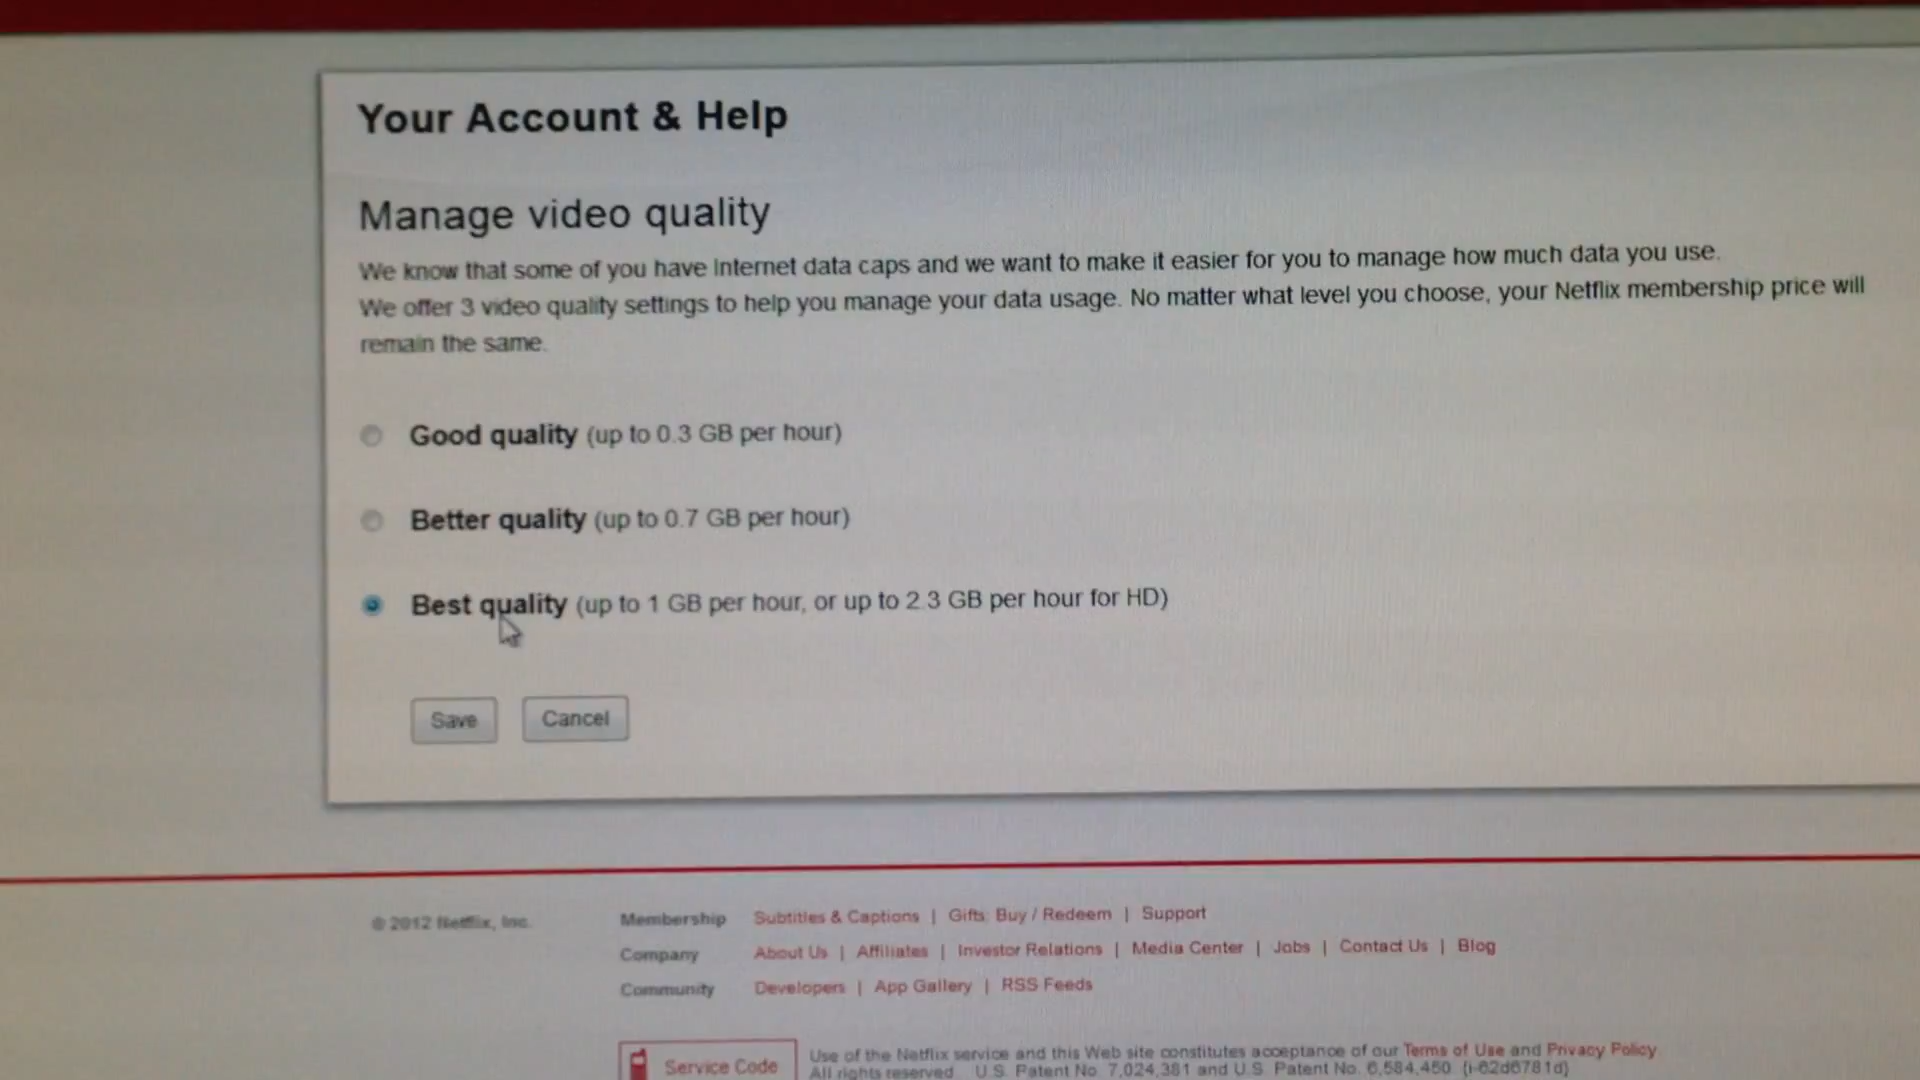 Your Account & Help
Manage video quality
We know that some of you have Internet data caps and we want to make it easier for you to manage how much data you use.
We offer 3 video quality settings to help you manage your data usage. No matter what level you choose, your Netflix membership price will
remain the same.
Good quality (up to 0.3 GB per hour)
Better quality (up to 0.7 GB per hour)
Best quality (up to 1 GB per hour, or up to 2.3 GB per hour for HD)
Save Cancel
© 2012 Netflix, Inc.
Membership Subtitles & Captions | Gifts: Buy / Redeem | Support
Company About Us | Affiliates | Investor Relations | Media Center | Jobs | Contact Us | Blog
Community Developers | App Gallery | RSS Feeds
Service Code
Use of the Netflix service and this Web site constitutes acceptance of our Terms of Use and Privacy Policy
All rights reserved. U.S. Patent No. 7,024,381 and U.S. Patent No. 6,584,450 (i-62d6781d)